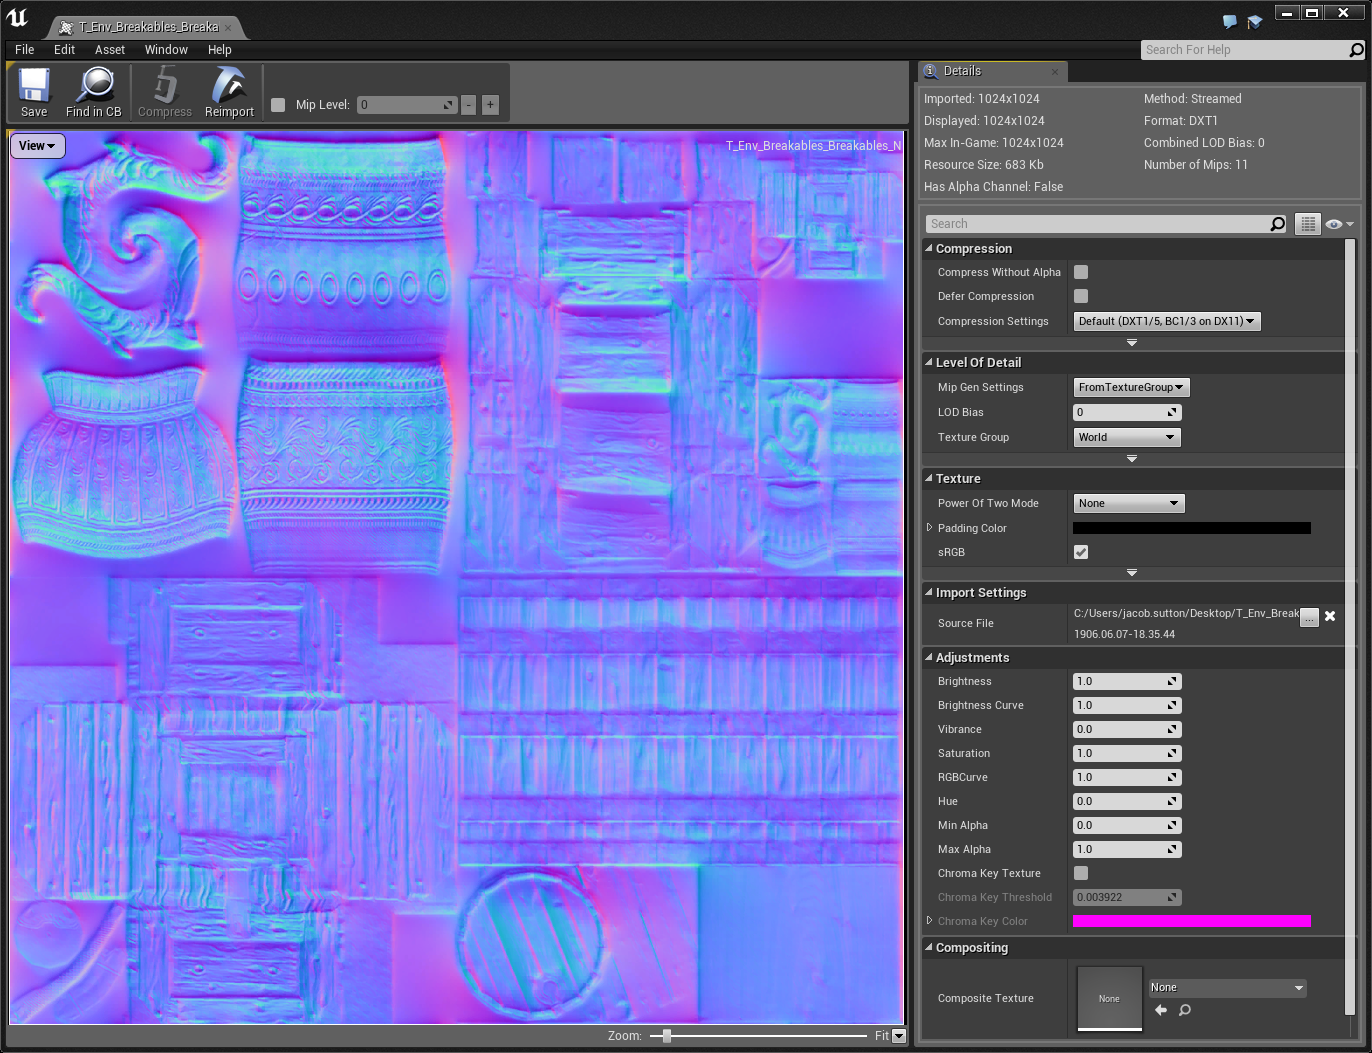 T_Env_Breakables_Breaka
File Edit Asset Window Help
Search For Help
Save Find in CB Compress Reimport
Mip Level: 0 - +
View
T_Env_Breakables_Breakables_N
Zoom: Fit
Details
Imported: 1024x1024 Method: Streamed
Displayed: 1024x1024 Format: DXT1
Max In-Game: 1024x1024 Combined LOD Bias: 0
Resource Size: 683 Kb Number of Mips: 11
Has Alpha Channel: False
Search
Compression
Compress Without Alpha
Defer Compression
Compression Settings Default (DXT1/5, BC1/3 on DX11)
Level Of Detail
Mip Gen Settings FromTextureGroup
LOD Bias 0
Texture Group World
Texture
Power Of Two Mode None
Padding Color
sRGB
Import Settings
Source File C:/Users/jacob.sutton/Desktop/T_Env_Break ...
1906.06.07-18.35.44
Adjustments
Brightness 1.0
Brightness Curve 1.0
Vibrance 0.0
Saturation 1.0
RGBCurve 1.0
Hue 0.0
Min Alpha 0.0
Max Alpha 1.0
Chroma Key Texture
Chroma Key Threshold 0.003922
Chroma Key Color
Compositing
Composite Texture None None